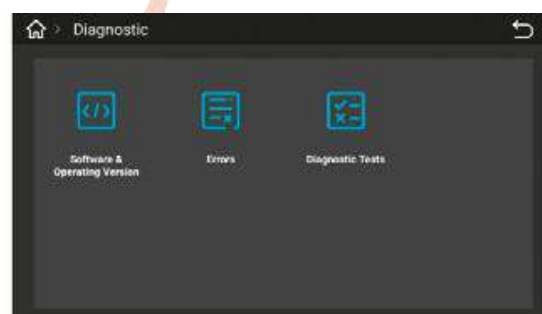 > Diagnostic
Software &
Operating Version
Errors
Diagnostic Tests